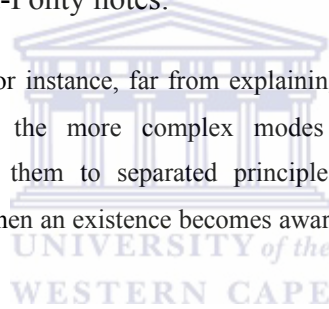 -Ponty notes:
or instance, far from explainin
the more complex modes
them to separated principle
hen an existence becomes awar
UNIVERSITY of the
WESTERN CAPE